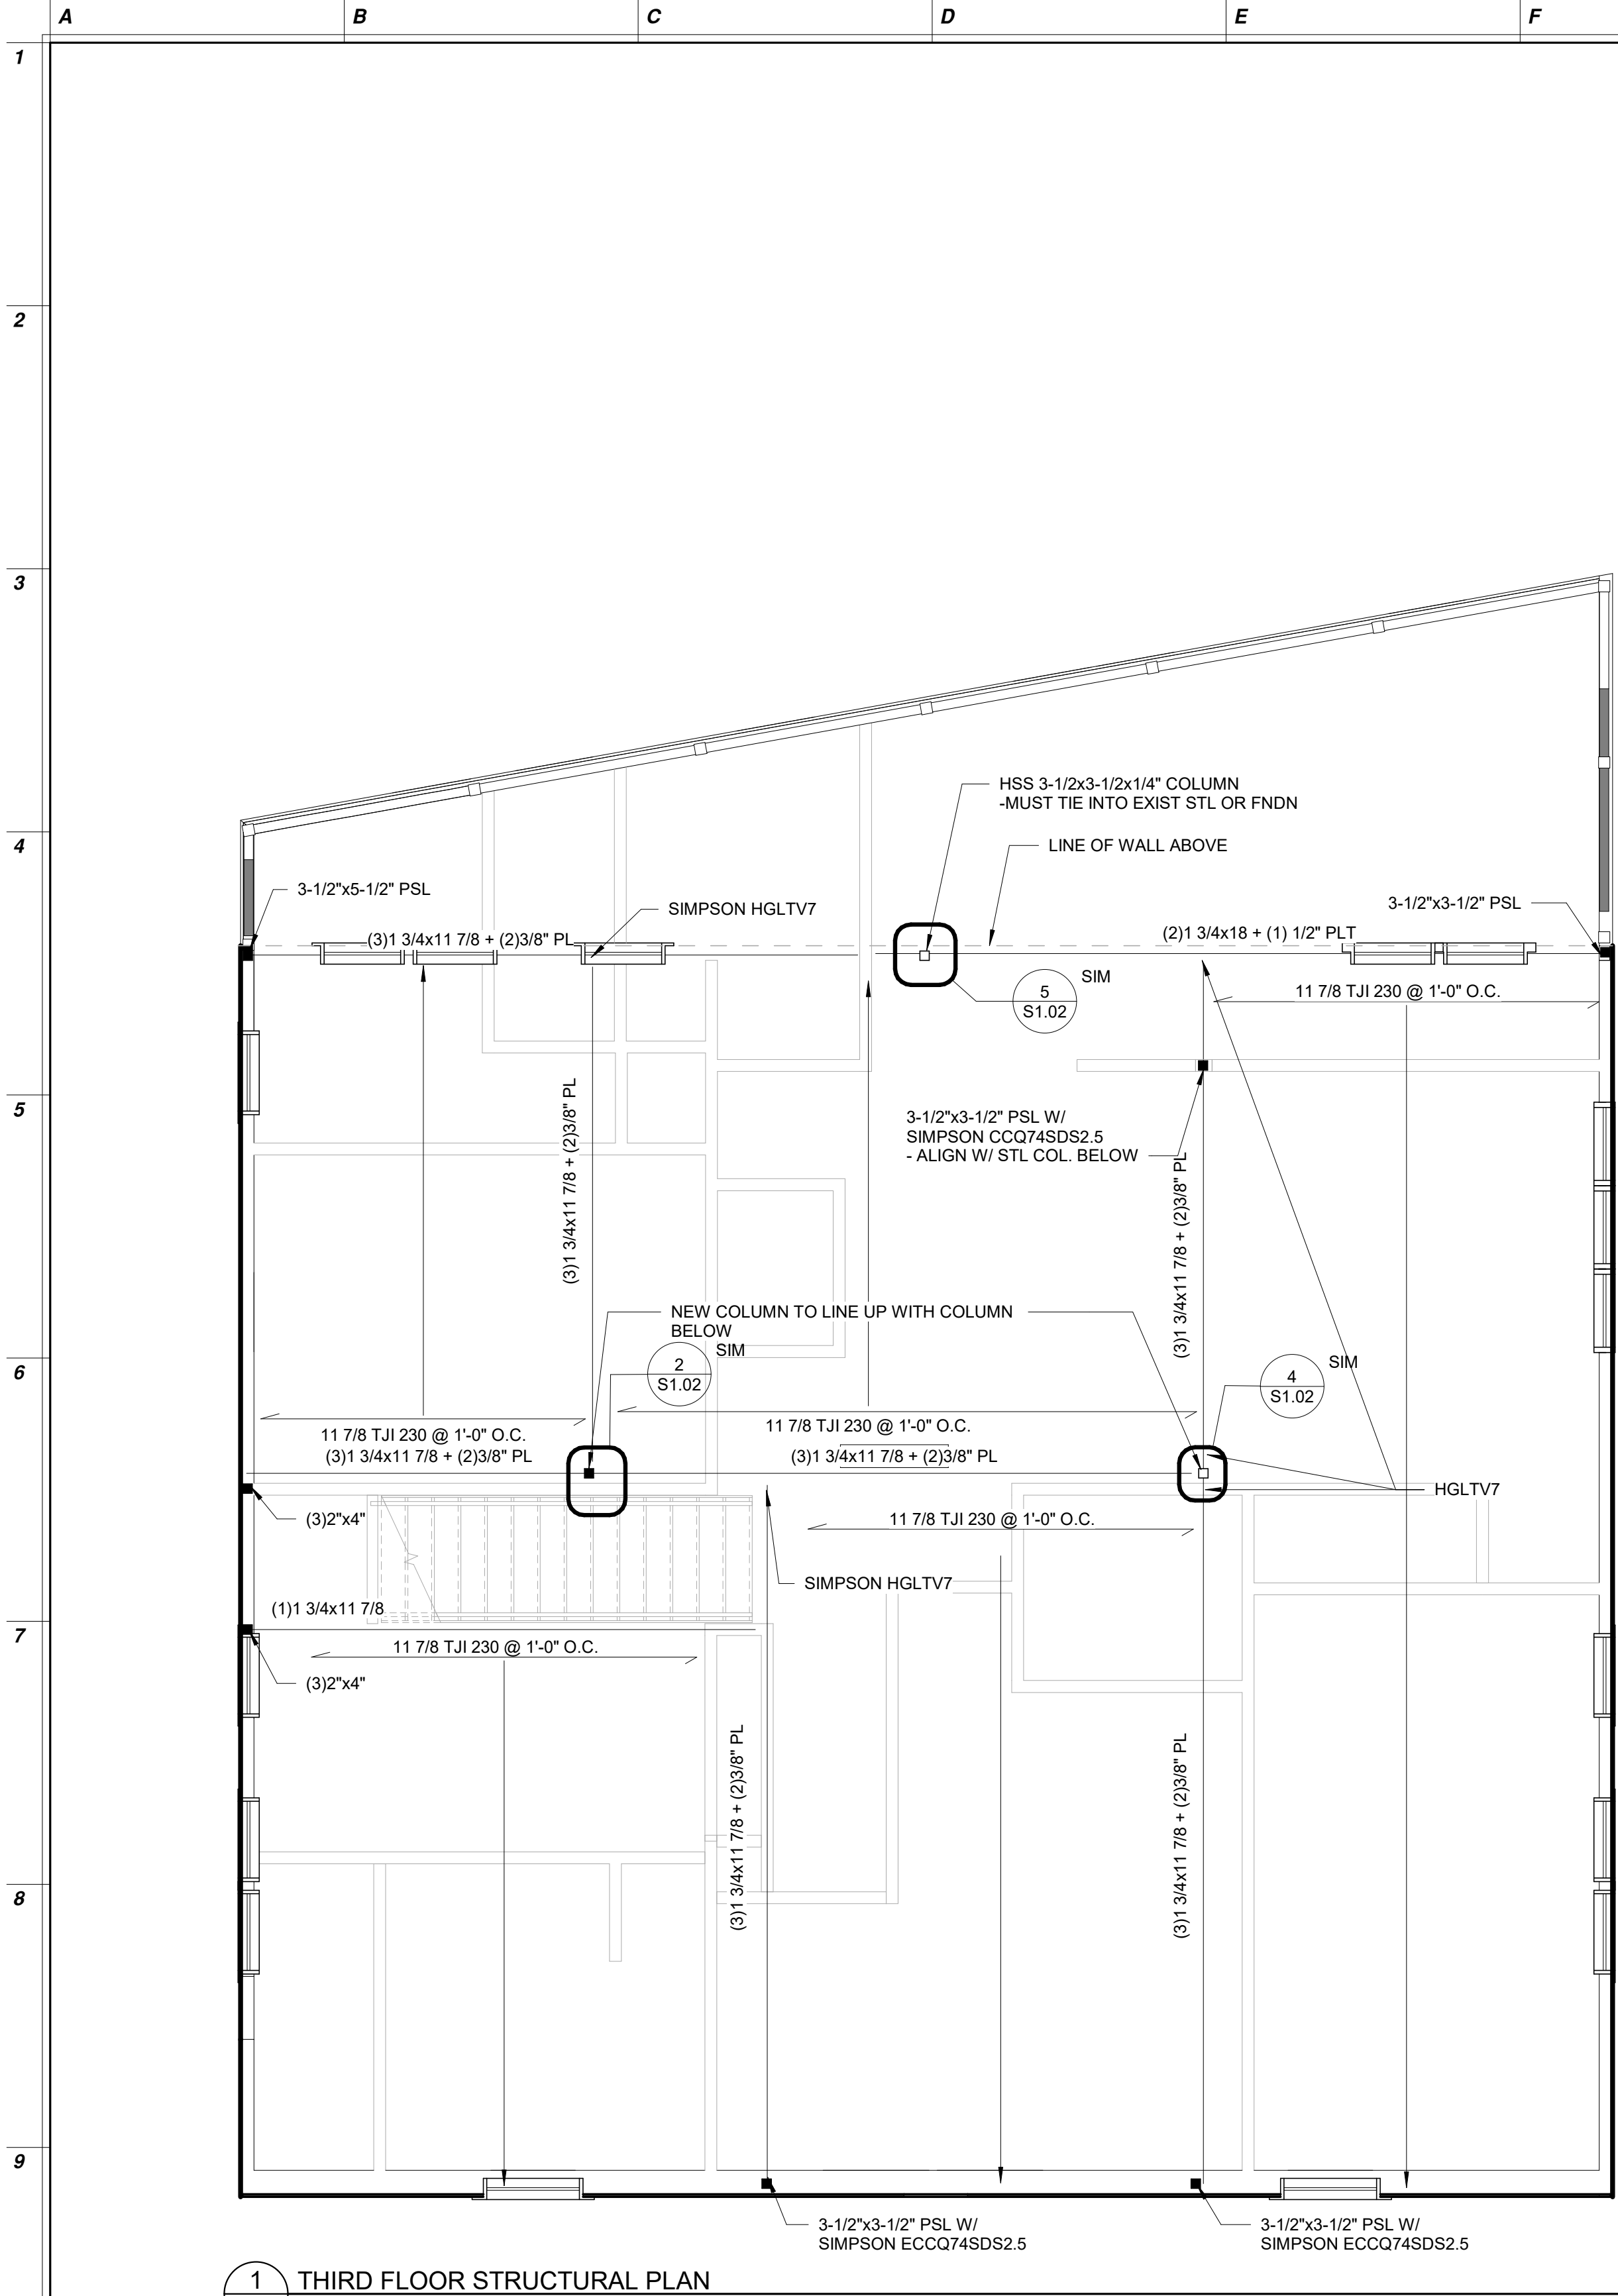 A B C D E F
1
2
3
4
5
6
7
8
9
HSS 3-1/2x3-1/2x1/4" COLUMN
-MUST TIE INTO EXIST STL OR FNDN
LINE OF WALL ABOVE
3-1/2"x5-1/2" PSL
SIMPSON HGLTV7
3-1/2"x3-1/2" PSL
(3)1 3/4x11 7/8 + (2)3/8" PL
(2)1 3/4x18 + (1) 1/2" PLT
5
S1.02
SIM
11 7/8 TJI 230 @ 1'-0" O.C.
(3)1 3/4x11 7/8 + (2)3/8" PL
3-1/2"x3-1/2" PSL W/
SIMPSON CCQ74SDS2.5
- ALIGN W/ STL COL. BELOW
(3)1 3/4x11 7/8 + (2)3/8" PL
NEW COLUMN TO LINE UP WITH COLUMN
BELOW
2
S1.02
SIM
4
S1.02
SIM
11 7/8 TJI 230 @ 1'-0" O.C.
(3)1 3/4x11 7/8 + (2)3/8" PL
11 7/8 TJI 230 @ 1'-0" O.C.
(3)1 3/4x11 7/8 + (2)3/8" PL
HGLTV7
(3)2"x4"
11 7/8 TJI 230 @ 1'-0" O.C.
SIMPSON HGLTV7
(1)1 3/4x11 7/8
11 7/8 TJI 230 @ 1'-0" O.C.
(3)2"x4"
(3)1 3/4x11 7/8 + (2)3/8" PL
(3)1 3/4x11 7/8 + (2)3/8" PL
3-1/2"x3-1/2" PSL W/
SIMPSON ECCQ74SDS2.5
3-1/2"x3-1/2" PSL W/
SIMPSON ECCQ74SDS2.5
1
THIRD FLOOR STRUCTURAL PLAN